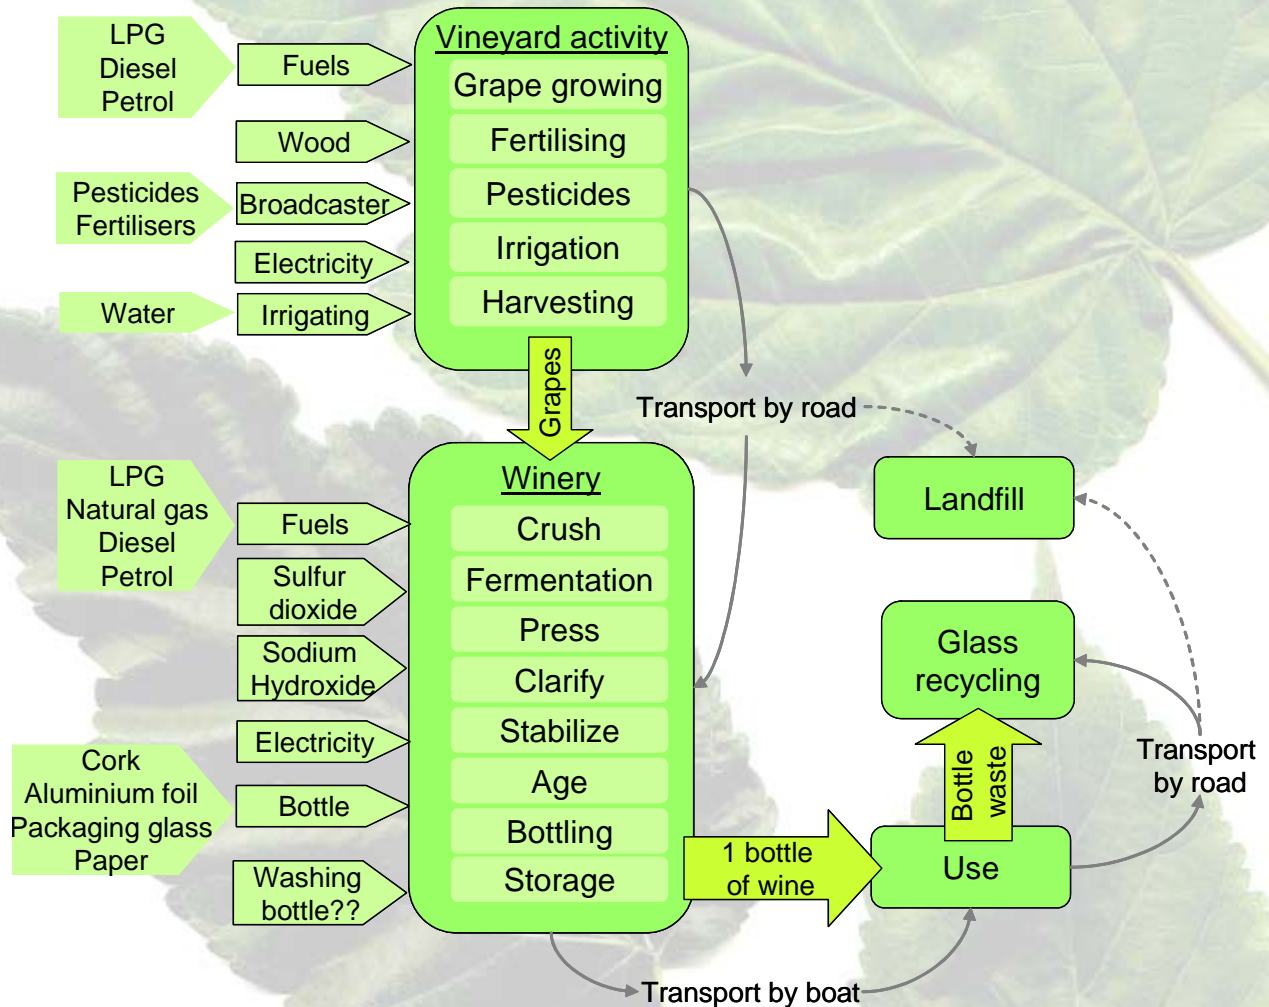 LPG
Diesel
Petrol
Fuels
Wood
Pesticides
Fertilisers
Broadcaster
Electricity
Water
Irrigating
Vineyard activity
Grape growing
Fertilising
Pesticides
Irrigation
Harvesting
Grapes
Transport by road
Landfill
LPG
Natural gas
Diesel
Petrol
Fuels
Sulfur
dioxide
Sodium
Hydroxide
Electricity
Cork
Aluminium foil
Packaging glass
Paper
Bottle
Washing
bottle??
Winery
Crush
Fermentation
Press
Clarify
Stabilize
Age
Bottling
Storage
1 bottle
of wine
Glass
recycling
Bottle
waste
Use
Transport
by road
Transport by boat